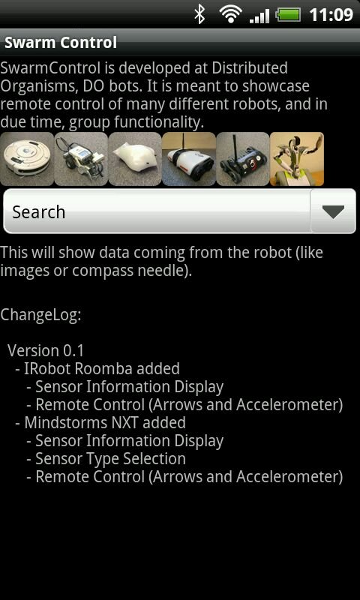 11:09
Swarm Control
SwarmControl is developed at Distributed
Organisms, DO bots. It is meant to showcase
remote control of many different robots, and in
due time, group functionality.
Search
This will show data coming from the robot (like
images or compass needle).
ChangeLog:
Version 0.1
- IRobot Roomba added
- Sensor Information Display
- Remote Control (Arrows and Accelerometer)
- Mindstorms NXT added
- Sensor Information Display
- Sensor Type Selection
- Remote Control (Arrows and Accelerometer)